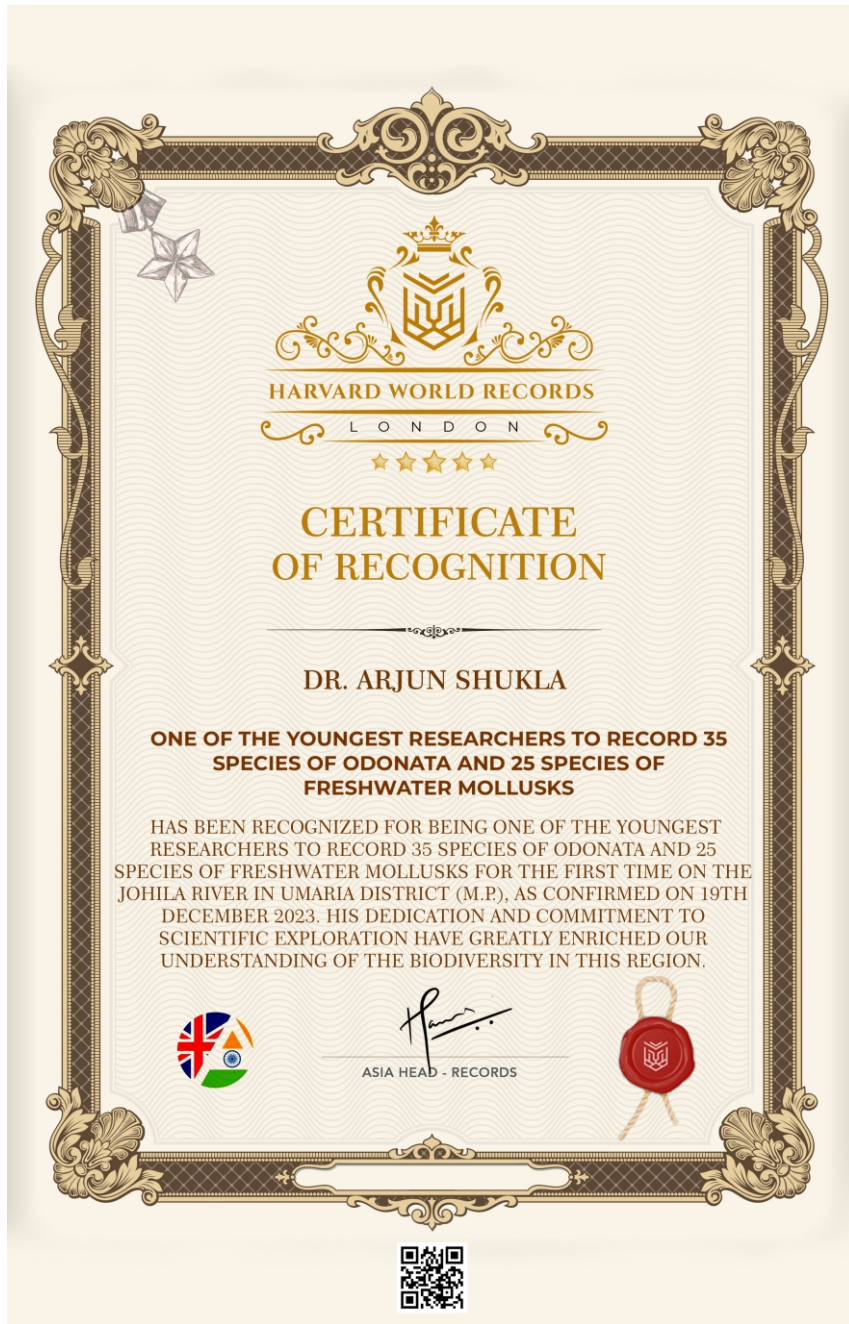 HARVARD WORLD RECORDS
LONDON
CERTIFICATE
OF RECOGNITION
DR. ARJUN SHUKLA
ONE OF THE YOUNGEST RESEARCHERS TO RECORD 35
SPECIES OF ODONATA AND 25 SPECIES OF
FRESHWATER MOLLUSKS
HAS BEEN RECOGNIZED FOR BEING ONE OF THE YOUNGEST
RESEARCHERS TO RECORD 35 SPECIES OF ODONATA AND 25
SPECIES OF FRESHWATER MOLLUSKS FOR THE FIRST TIME ON THE
JOHILA RIVER IN UMARIA DISTRICT (M.P.), AS CONFIRMED ON 19TH
DECEMBER 2023. HIS DEDICATION AND COMMITMENT TO
SCIENTIFIC EXPLORATION HAVE GREATLY ENRICHED OUR
UNDERSTANDING OF THE BIODIVERSITY IN THIS REGION.
ASIA HEAD - RECORDS